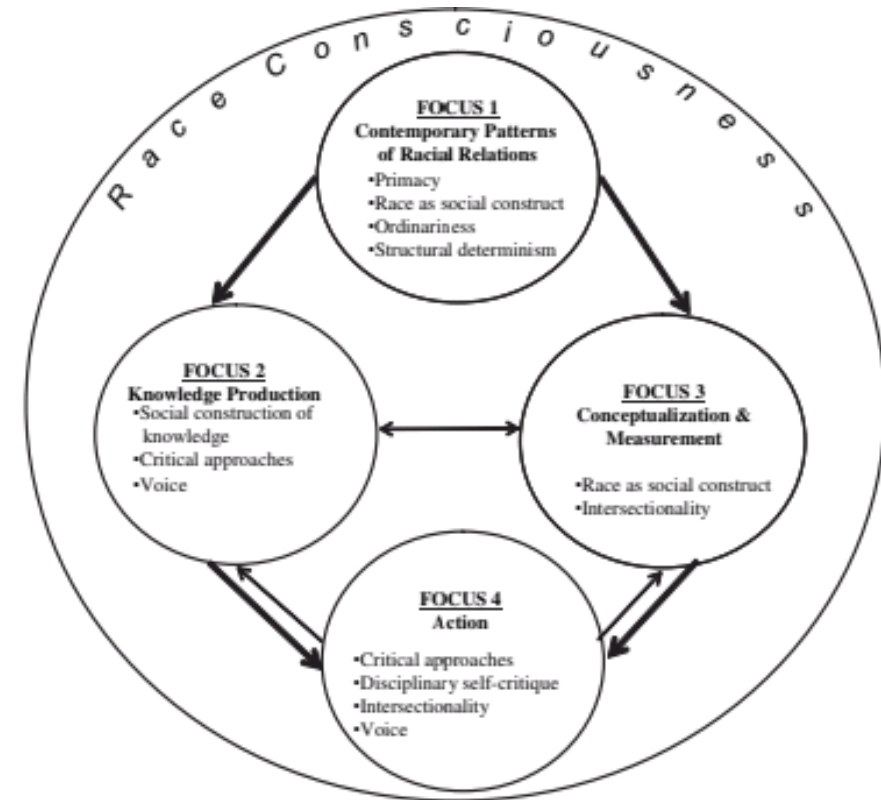 Race Consciousness
FOCUS 1
Contemporary Patterns
of Racial Relations
•Primacy
•Race as social construct
•Ordinariness
•Structural determinism
FOCUS 2
Knowledge Production
•Social construction of
knowledge
•Critical approaches
•Voice
FOCUS 3
Conceptualization &
Measurement
•Race as social construct
•Intersectionality
FOCUS 4
Action
•Critical approaches
•Disciplinary self-critique
•Intersectionality
•Voice